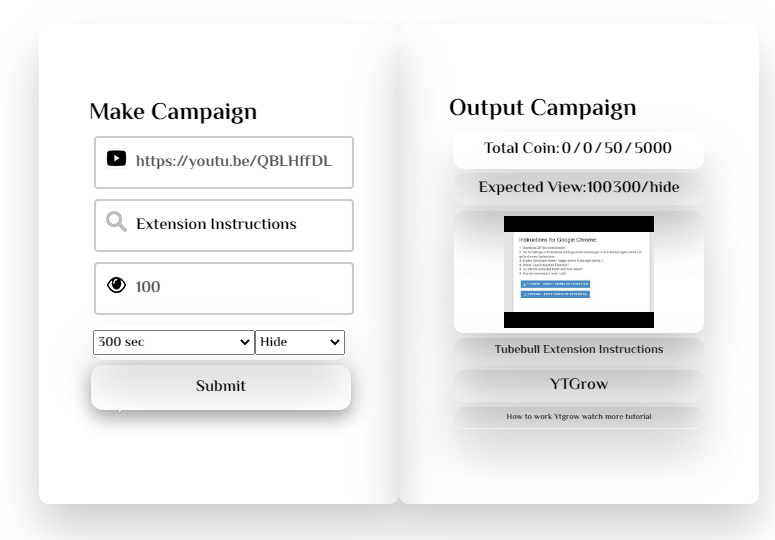 Make Campaign
https://youtu.be/QBLHffDL
Extension Instructions
100
300 sec
Hide
Submit
Output Campaign
Total Coin:0/0/50/5000
Expected View:100300/hide
Instructions for Google Chrome:
Tubebull Extension Instructions
YTGrow
How to work Ytgrow watch more tutorial